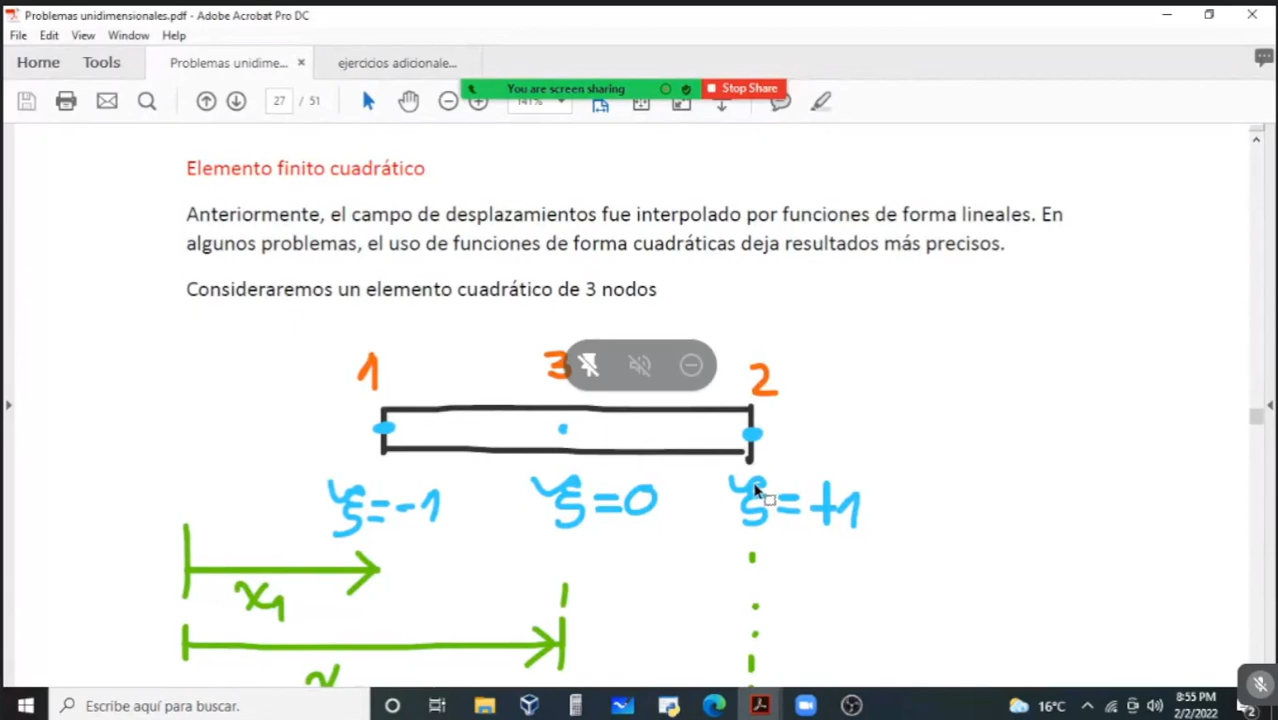 Problemas unidimensionales.pdf - Adobe Acrobat Pro DC
File Edit View Window Help
Home Tools Problemas unidime... × ejercicios adicionale...
You are screen sharing Stop Share
27 / 51 141%
Elemento finito cuadrático
Anteriormente, el campo de desplazamientos fue interpolado por funciones de forma lineales. En
algunos problemas, el uso de funciones de forma cuadráticas deja resultados más precisos.
Consideraremos un elemento cuadrático de 3 nodos
1 3 2
ξ=-1 ξ=0 ξ=+1
x1
Escribe aquí para buscar.
16°C
8:55 PM
2/2/2022
2